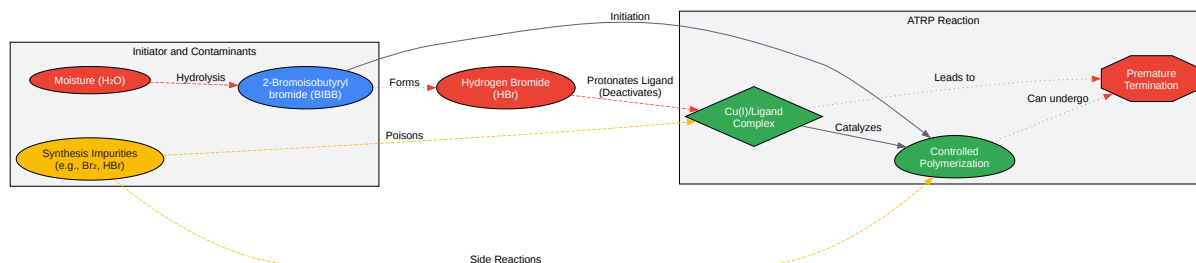 Initiation
ATRP Reaction
Initiator and Contaminants
Moisture (H₂O)
Hydrolysis
2-Bromoisobutyryl
bromide (BIBB)
Forms
Hydrogen Bromide
(HBr)
Protonates Ligand
(Deactivates)
Leads to
Premature
Termination
Can undergo
Cu(I)/Ligand
Complex
Catalyzes
Controlled
Polymerization
Poisons
Synthesis Impurities
(e.g., Br₂, HBr)
Side Reactions